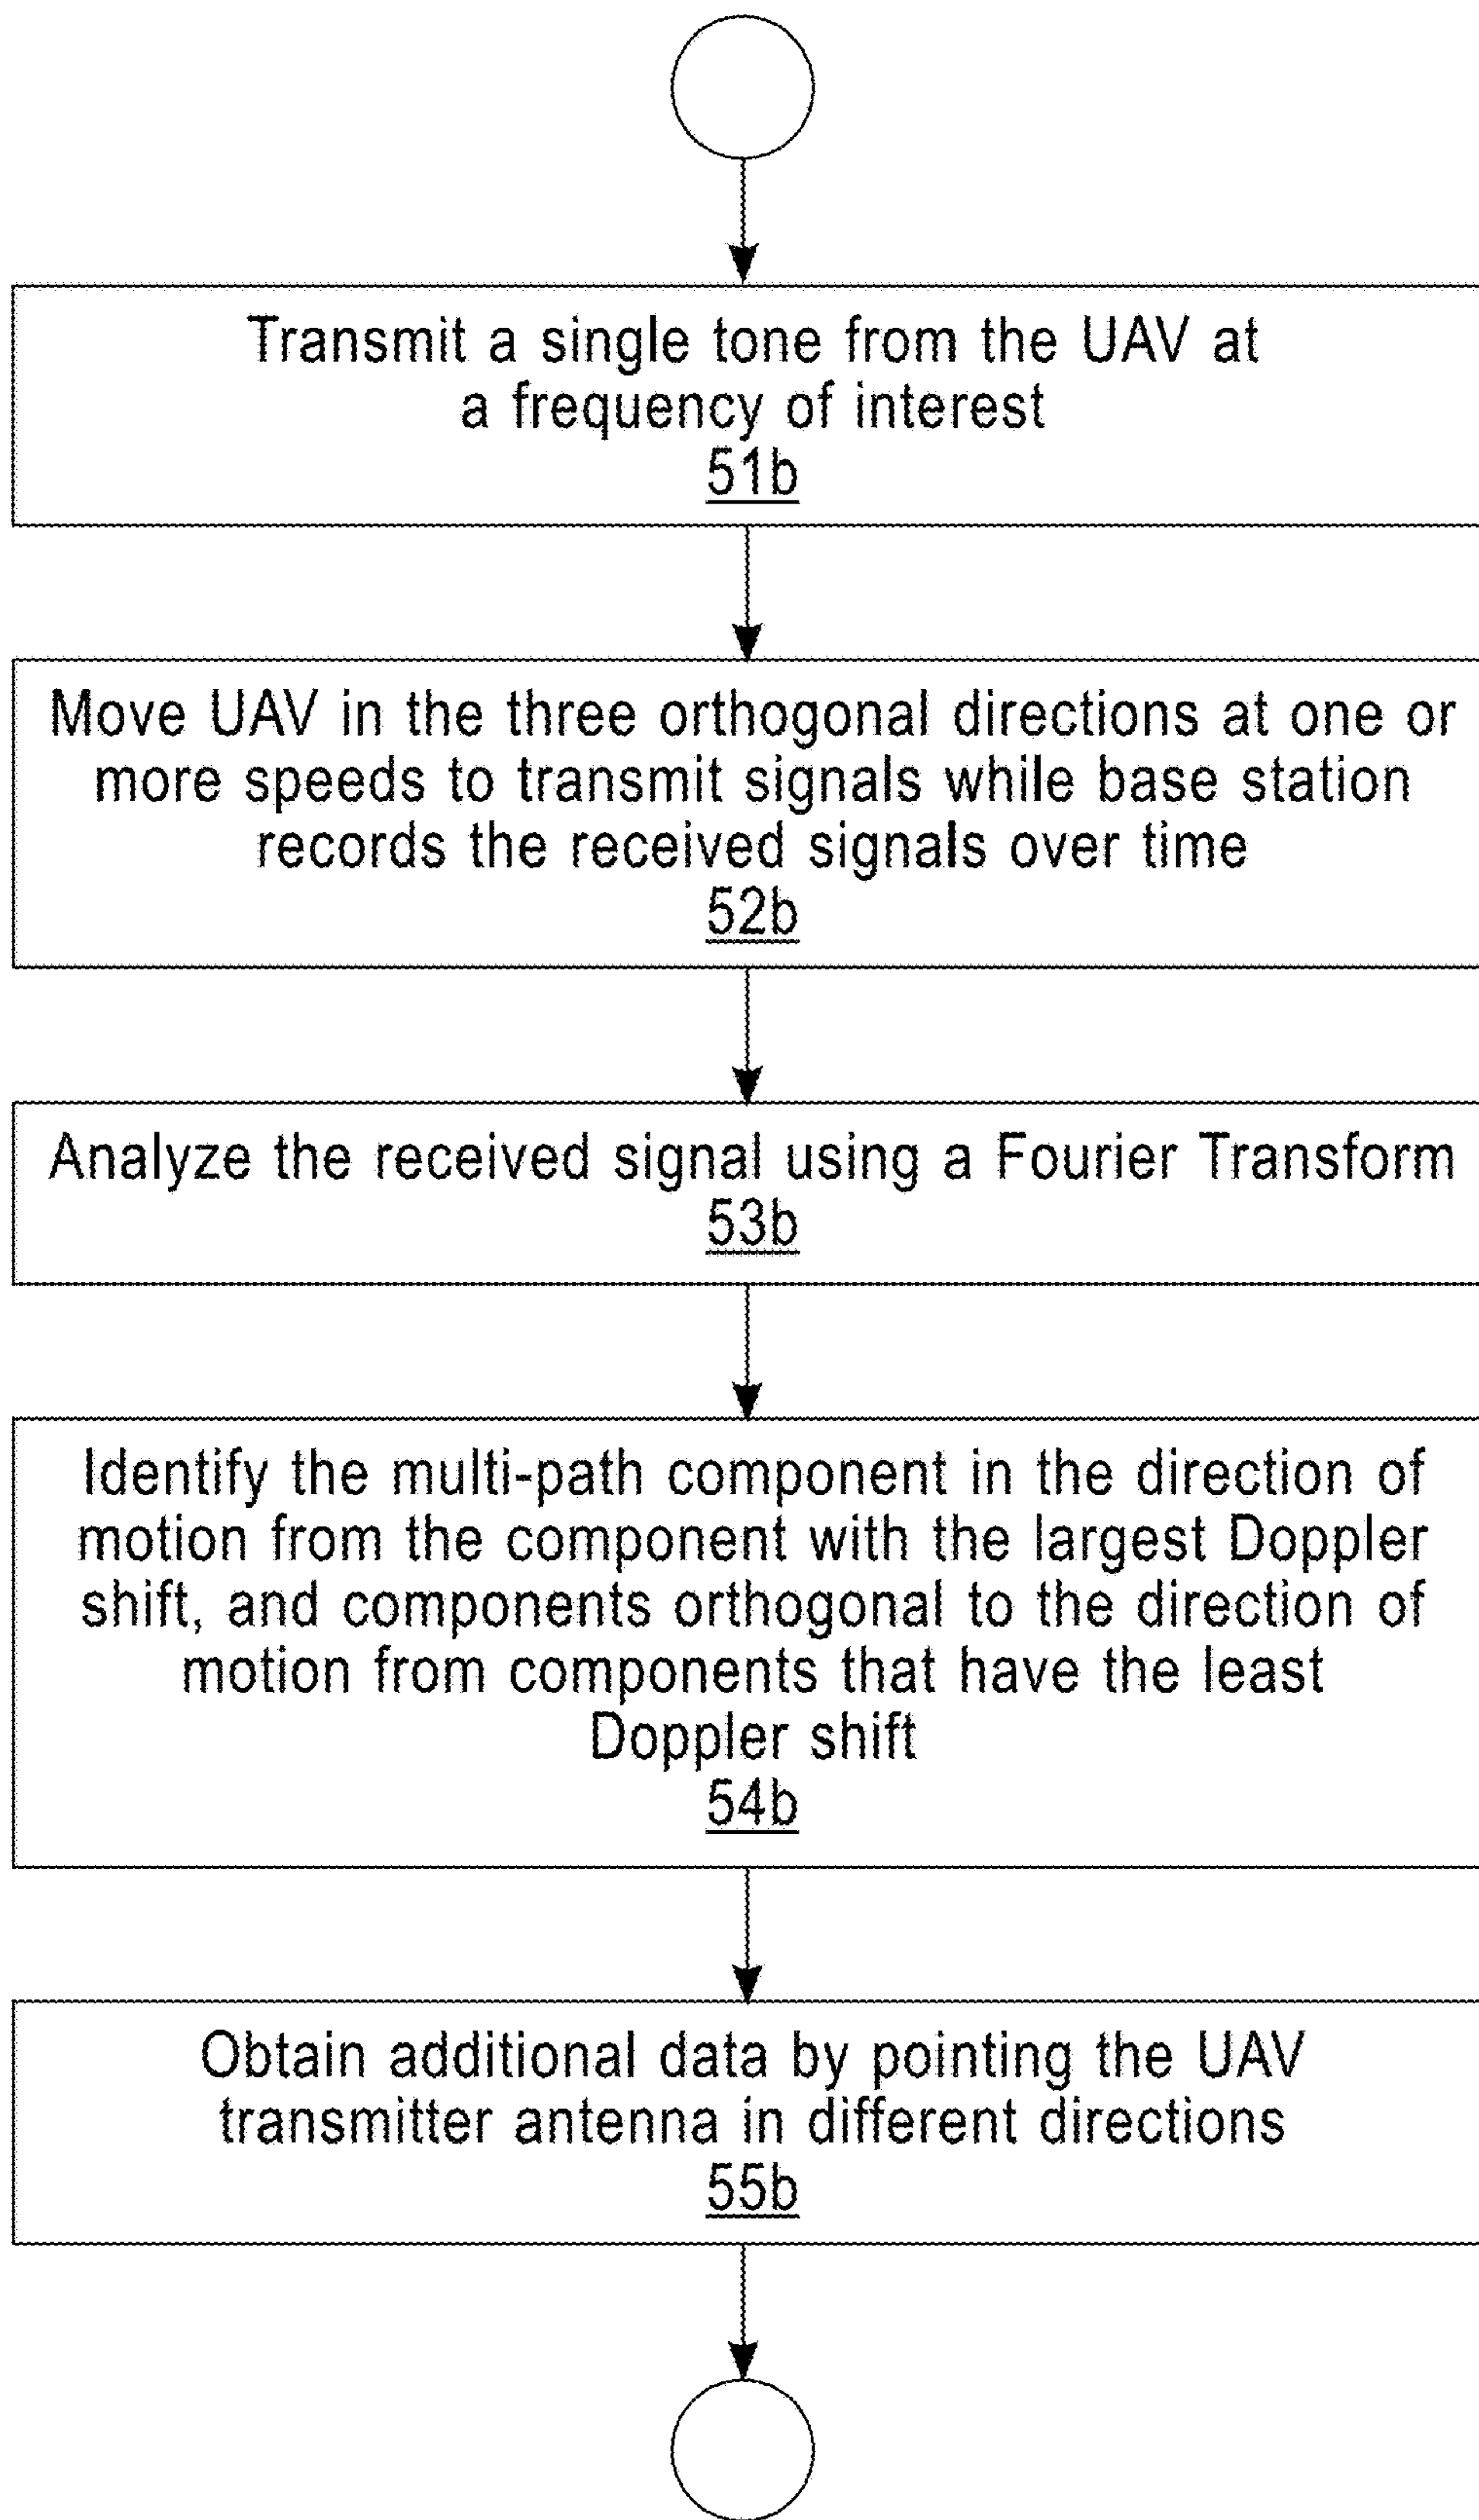 Transmit a single tone from the UAV at
a frequency of interest
51b
Move UAV in the three orthogonal directions at one or
more speeds to transmit signals while base station
records the received signals over time
52b
Analyze the received signal using a Fourier Transform
53b
Identify the multi-path component in the direction of
motion from the component with the largest Doppler
shift, and components orthogonal to the direction of
motion from components that have the least
Doppler shift
54b
Obtain additional data by pointing the UAV
transmitter antenna in different directions
55b